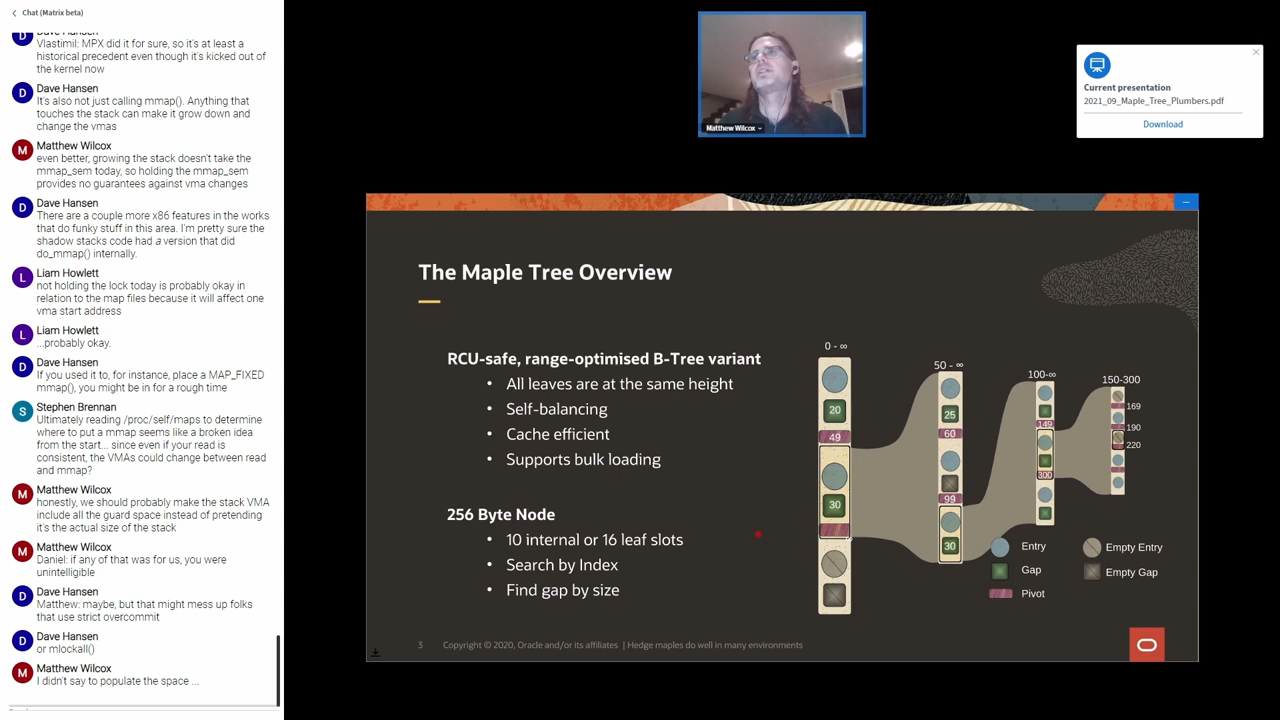 Chat (Matrix beta)
Dave Hansen
Vlastimil: MPX did it for sure, so it's at least a
historical precedent even though it's kicked out of
the kernel now
Dave Hansen
It's also not just calling mmap(). Anything that
touches the stack can make it grow down and
change the vmas
Matthew Wilcox
even better, growing the stack doesn't take the
mmap_sem today, so holding the mmap_sem
provides no guarantees against vma changes
Dave Hansen
There are a couple more x86 features in the works
that do funky stuff in this area. I'm pretty sure the
shadow stacks code had a version that did
do_mmap() internally.
Liam Howlett
not holding the lock today is probably okay in
relation to the map files because it will affect one
vma start address
Liam Howlett
...probably okay.
Dave Hansen
If you used it to, for instance, place a MAP_FIXED
mmap(), you might be in for a rough time
Stephen Brennan
Ultimately reading /proc/self/maps to determine
where to put a mmap seems like a broken idea
from the start... since even if your read is
consistent, the VMAs could change between read
and mmap?
Matthew Wilcox
honestly, we should probably make the stack VMA
include all the guard space instead of pretending
it's the actual size of the stack
Matthew Wilcox
Daniel: if any of that was for us, you were
unintelligible
Dave Hansen
Matthew: maybe, but that might mess up folks
that use strict overcommit
Dave Hansen
or mlockall()
Matthew Wilcox
I didn't say to populate the space ...
D
D
M
D
L
L
D
S
M
M
D
D
M
Matthew Wilcox
Current presentation
2021_09_Maple_Tree_Plumbers.pdf
Download
The Maple Tree Overview
RCU-safe, range-optimised B-Tree variant
• All leaves are at the same height
• Self-balancing
• Cache efficient
• Supports bulk loading
256 Byte Node
• 10 internal or 16 leaf slots
• Search by Index
• Find gap by size
0 - ∞
20
49
30
50 - ∞
25
60
99
30
100-∞
149
300
150-300
169
190
220
Entry
Gap
Pivot
Empty Entry
Empty Gap
3 Copyright © 2020, Oracle and/or its affiliates | Hedge maples do well in many environments